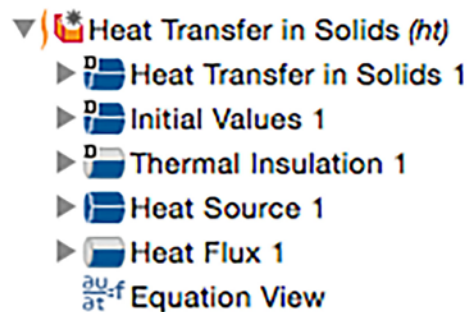 Heat Transfer in Solids (ht)
D Heat Transfer in Solids 1
D Initial Values 1
D Thermal Insulation 1
Heat Source 1
Heat Flux 1
∂u/∂t=f Equation View